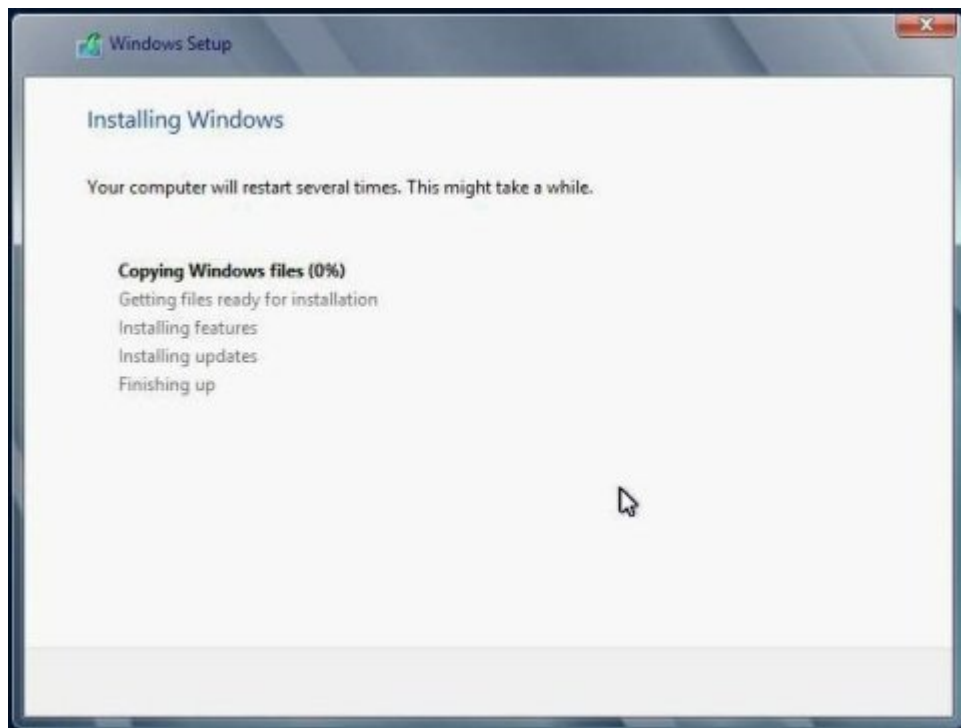 Windows Setup
Installing Windows
Your computer will restart several times. This might take a while.
Copying Windows files (0%)
Getting files ready for installation
Installing features
Installing updates
Finishing up